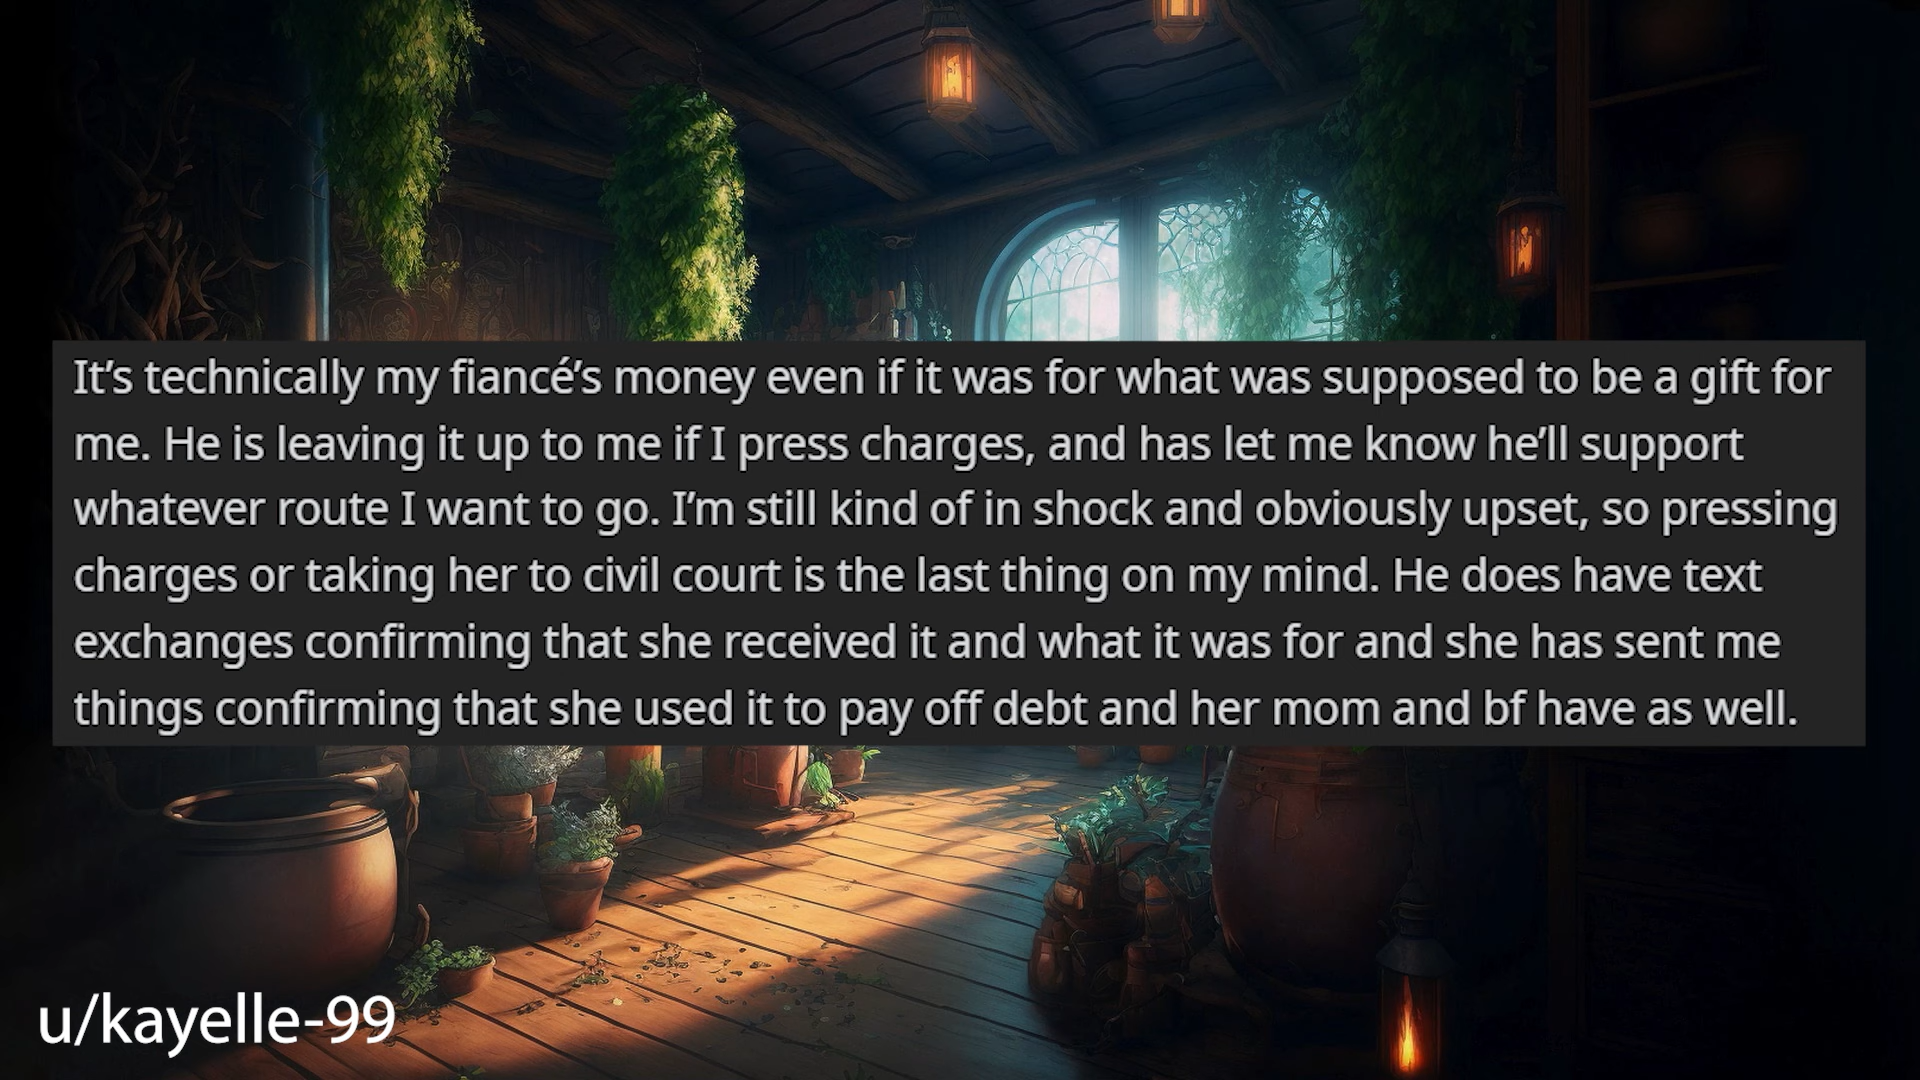 It’s technically my fiancé’s money even if it was for what was supposed to be a gift for
me. He is leaving it up to me if I press charges, and has let me know he’ll support
whatever route I want to go. I’m still kind of in shock and obviously upset, so pressing
charges or taking her to civil court is the last thing on my mind. He does have text
exchanges confirming that she received it and what it was for and she has sent me
things confirming that she used it to pay off debt and her mom and bf have as well.
u/kayelle-99